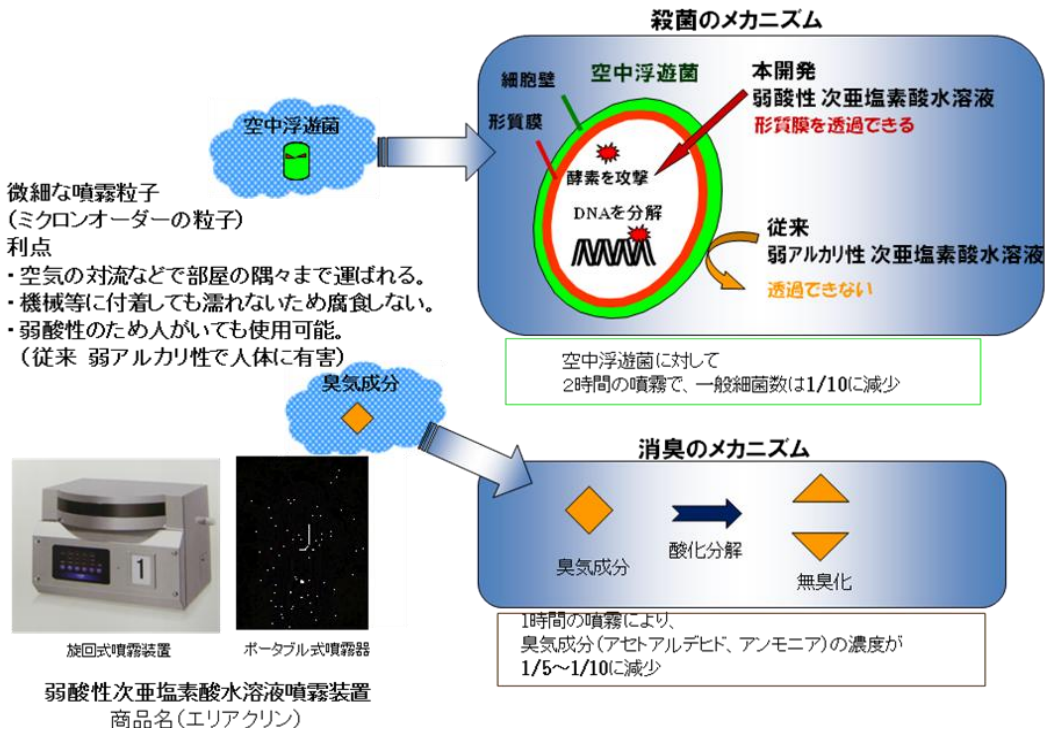 殺菌のメカニズム
空中浮遊菌
細胞壁
形質膜
空中浮遊菌
酵素を攻撃
DNAを分解
本開発
弱酸性 次亜塩素酸水溶液
形質膜を透過できる
従来
弱アルカリ性 次亜塩素酸水溶液
透過できない
微細な噴霧粒子
(ミクロンオーダーの粒子)
利点
・空気の対流などで部屋の隅々まで運ばれる。
・機械等に付着しても濡れないため腐食しない。
・弱酸性のため人がいても使用可能。
(従来 弱アルカリ性で人体に有害)
空中浮遊菌に対して
2時間の噴霧で、一般細菌数は1/10に減少
臭気成分
消臭のメカニズム
臭気成分
酸化分解
無臭化
1時間の噴霧により、
臭気成分(アセトアルデヒド、アンモニア)の濃度が
1/5～1/10に減少
1
旋回式噴霧装置
ポータブル式噴霧器
弱酸性次亜塩素酸水溶液噴霧装置
商品名(エリアクリン)